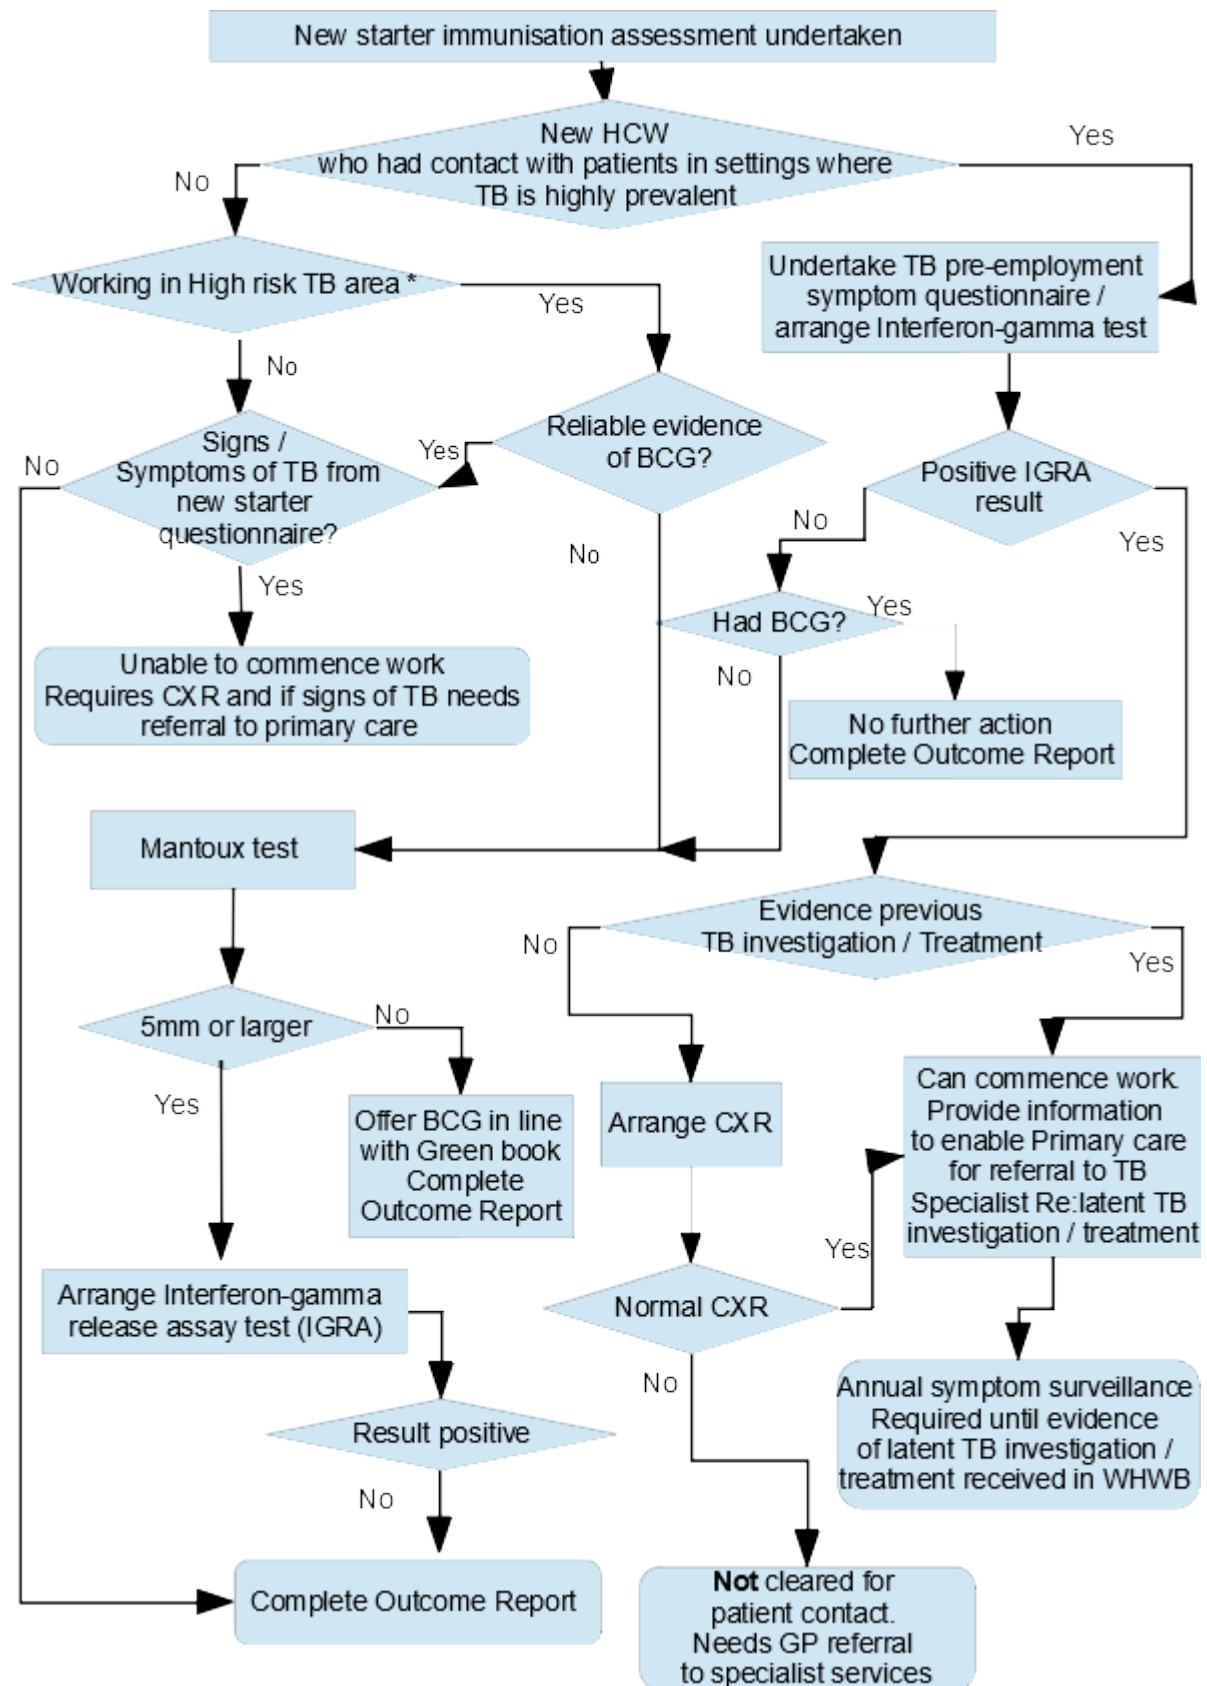 New starter immunisation assessment undertaken
New HCW
who had contact with patients in settings where
TB is highly prevalent
Yes
No
Working in High risk TB area *
Yes
No
Undertake TB pre-employment
symptom questionnaire /
arrange Interferon-gamma test
Signs /
Symptoms of TB from
new starter
questionnaire?
No
Yes
Reliable evidence
of BCG?
Yes
No
Positive IGRA
result
No
Yes
Had BCG?
Yes
No
Unable to commence work
Requires CXR and if signs of TB needs
referral to primary care
No further action
Complete Outcome Report
Mantoux test
Evidence previous
TB investigation / Treatment
No
Yes
5mm or larger
No
Yes
Offer BCG in line
with Green book
Complete
Outcome Report
Arrange CXR
Can commence work.
Provide information
to enable Primary care
for referral to TB
Specialist Re:latent TB
investigation / treatment
Arrange Interferon-gamma
release assay test (IGRA)
Normal CXR
Yes
No
Result positive
No
Annual symptom surveillance
Required until evidence
of latent TB investigation /
treatment received in WHWB
Complete Outcome Report
Not cleared for
patient contact.
Needs GP referral
to specialist services